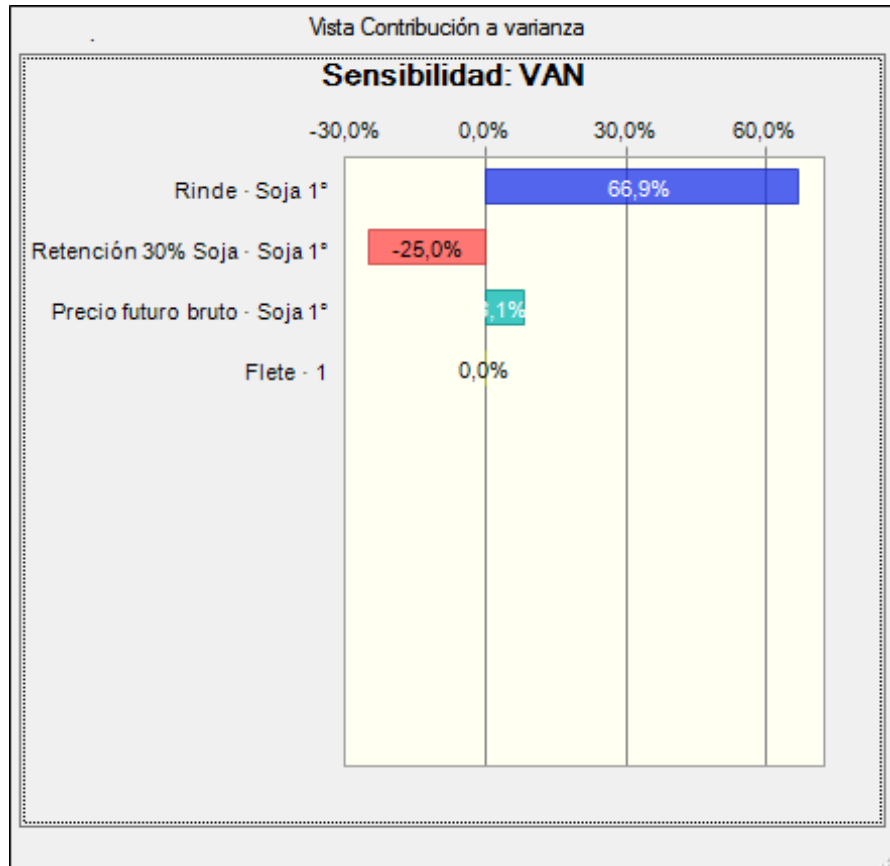 Vista Contribución a varianza
Sensibilidad: VAN
-30,0% 0,0% 30,0% 60,0%
Rinde - Soja 1° 66,9%
Retención 30% Soja - Soja 1° -25,0%
Precio futuro bruto - Soja 1° ,1%
Flete - 1 0,0%